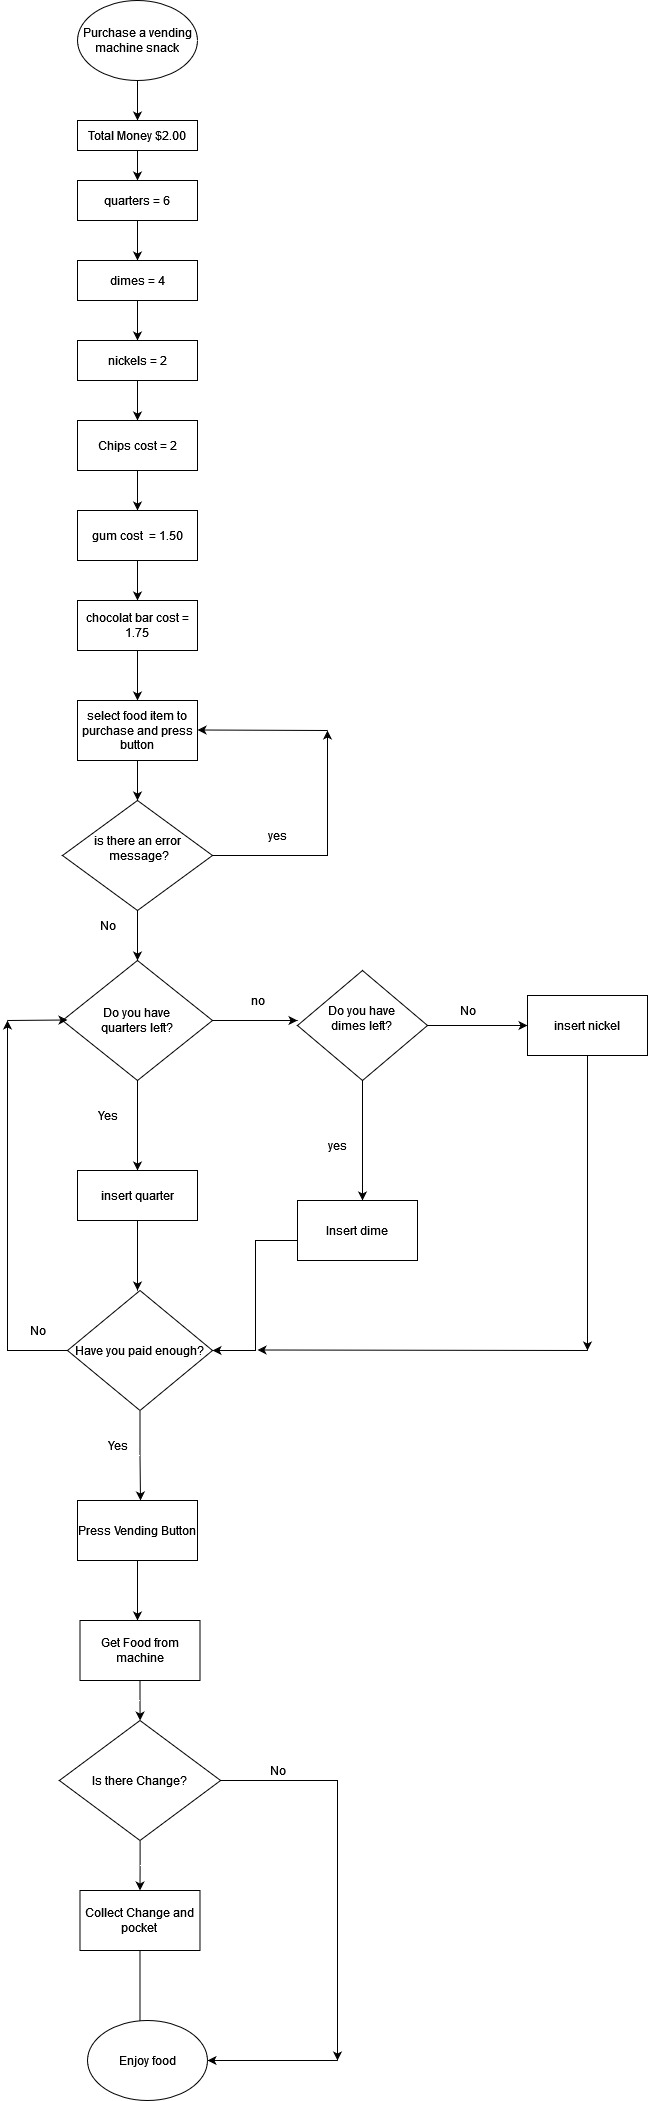 Purchase a vending
machine snack
Total Money $2.00
quarters = 6
dimes = 4
nickels = 2
Chips cost = 2
gum cost = 1.50
chocolat bar cost =
1.75
select food item to
purchase and press
button
is there an error
message?
yes
No
Do you have
quarters left?
no
Do you have
dimes left?
No
insert nickel
Yes
yes
insert quarter
Insert dime
No
Have you paid enough?
Yes
Press Vending Button
Get Food from
machine
Is there Change?
No
Collect Change and
pocket
Enjoy food